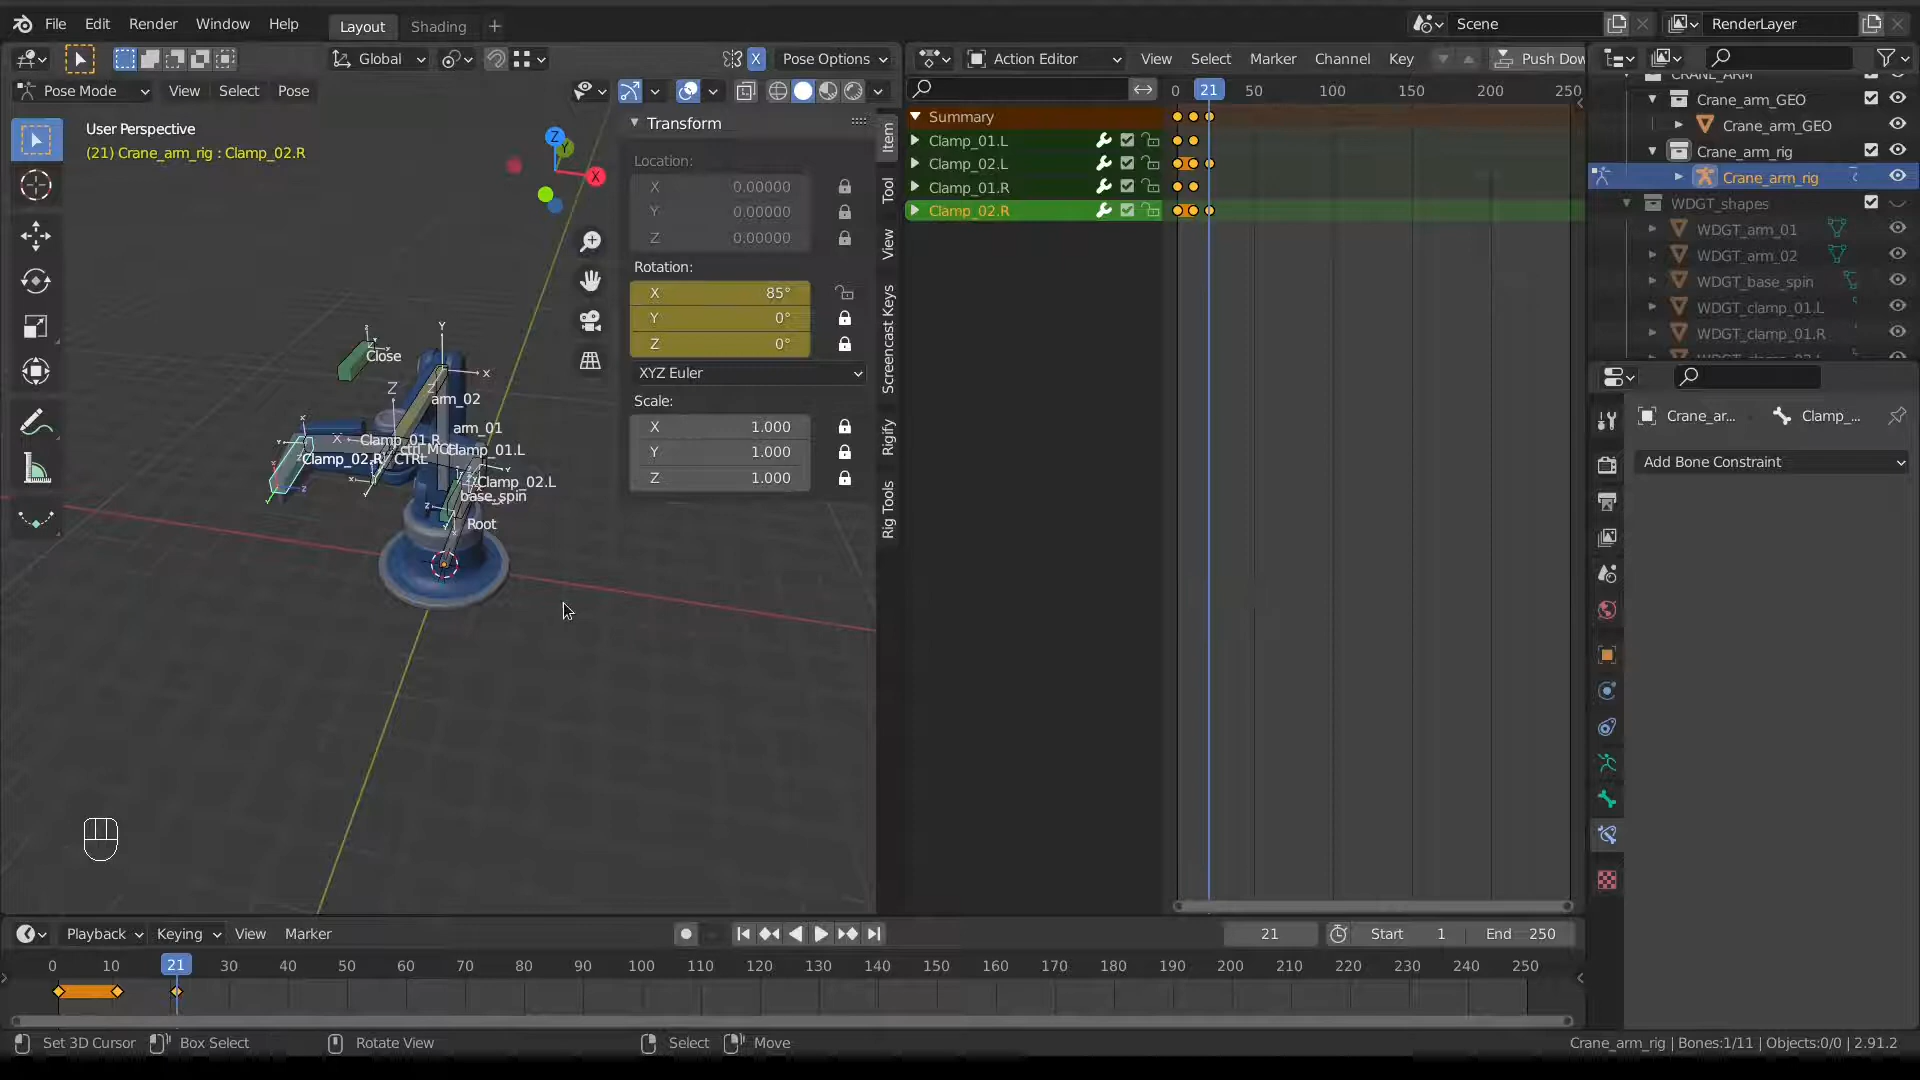 File Edit Render Window Help Layout Shading + Scene RenderLayer
Global X Pose Options Action Editor View Select Marker Channel Key Push Dow
Pose Mode View Select Pose 0 21 50 100 150 200 250
User Perspective
(21) Crane_arm_rig : Clamp_02.R
Z Y X
Close
Y
x
arm_02
arm_01
Clamp_01.R
Clamp_01.L
Clamp_02.R CTRL
Clamp_02.L
base_spin
Root
Transform
Location:
X 0.00000
Y 0.00000
Z 0.00000
Rotation:
X 85°
Y 0°
Z 0°
XYZ Euler
Scale:
X 1.000
Y 1.000
Z 1.000
Item
Tool
View
Screencast Keys
Rigify
Rig Tools
Summary
Clamp_01.L
Clamp_02.L
Clamp_01.R
Clamp_02.R
CRANE_ARM
Crane_arm_GEO
Crane_arm_GEO
Crane_arm_rig
Crane_arm_rig
WDGT_shapes
WDGT_arm_01
WDGT_arm_02
WDGT_base_spin
WDGT_clamp_01.L
WDGT_clamp_01.R
Crane_ar... Clamp_...
Add Bone Constraint
Playback Keying View Marker 21 Start 1 End 250
0 10 21 30 40 50 60 70 80 90 100 110 120 130 140 150 160 170 180 190 200 210 220 230 240 250
Set 3D Cursor Box Select Rotate View Select Move Crane_arm_rig | Bones:1/11 | Objects:0/0 | 2.91.2